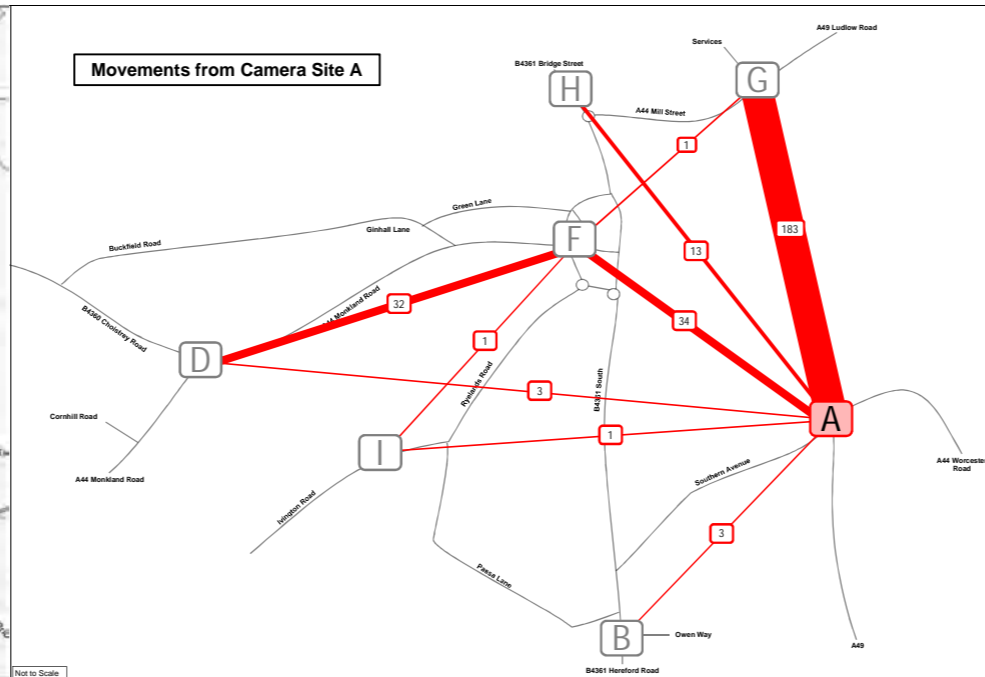 A49 Ludlow Road
Services
Movements from Camera Site A
B4361 Bridge Street
G
H
A44 Mill Street
1
Green Lane
183
Ginhall Lane
F
Buckfield Road
13
32
B4360 Cholstrey Road
Monkland Road
34
1
D
Ryelands Road
3
B4361 South
Cornhill Road
A
1
I
A44 Worcester
Road
Southern Avenue
A44 Monkland Road
Ivington Road
3
Passa Lane
B
Owen Way
A49
B4361 Hereford Road
Not to Scale